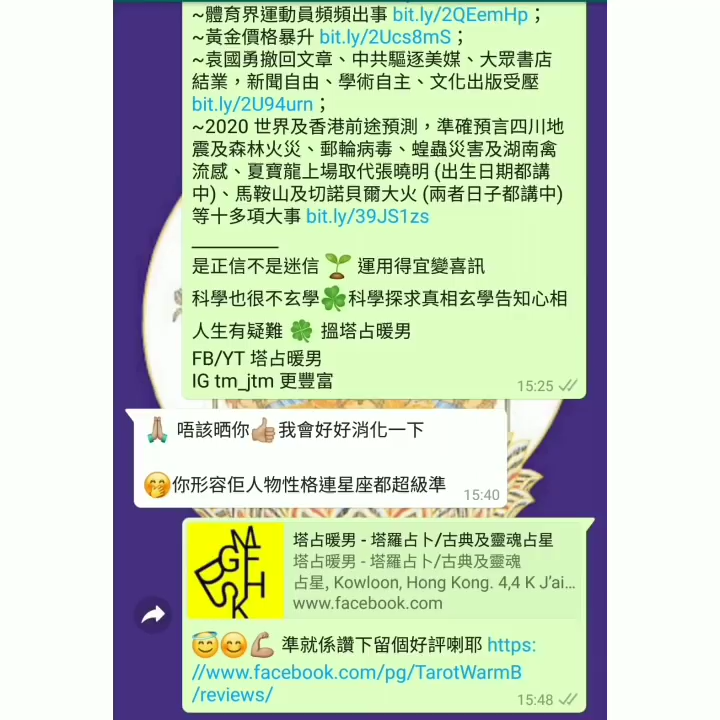 ~體育界運動員頻頻出事 bit.ly/2QEemHp；
~黃金價格暴升 bit.ly/2Ucs8mS；
~袁國勇撤回文章、中共驅逐美媒、大眾書店
結業，新聞自由、學術自主、文化出版受壓
bit.ly/2U94urn；
~2020 世界及香港前途預測，準確預言四川地
震及森林火災、郵輪病毒、蝗蟲災害及湖南禽
流感、夏寶龍上場取代張曉明 (出生日期都講
中)、馬鞍山及切諾貝爾大火 (兩者日子都講中)
等十多項大事 bit.ly/39JS1zs
__________
是正信不是迷信 🌱 運用得宜變喜訊
科學也很不玄學🍀科學探求真相玄學告知心相
人生有疑難 🍀 搵塔占暖男
FB/YT 塔占暖男
IG tm_jtm 更豐富
15:25
🙏🏽 唔該晒你👍🏽我會好好消化一下
🤭你形容佢人物性格連星座都超級準
15:40
塔占暖男 - 塔羅占卜/古典及靈魂占星
塔占暖男 - 塔羅占卜/古典及靈魂
占星, Kowloon, Hong Kong. 4,4 K J'ai...
www.facebook.com
😇😊💪🏽 準就係讚下留個好評喇耶 https:
//www.facebook.com/pg/TarotWarmB
/reviews/
15:48